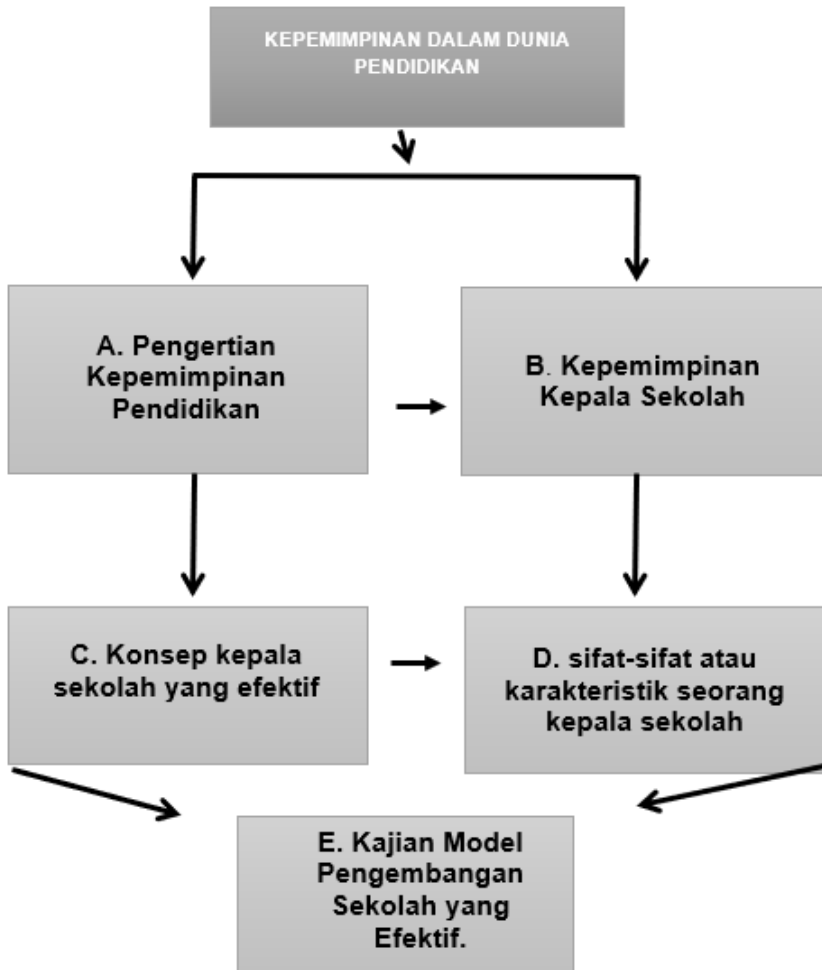 KEPEMIMPINAN DALAM DUNIA
PENDIDIKAN
A. Pengertian
Kepemimpinan
Pendidikan
B. Kepemimpinan
Kepala Sekolah
C. Konsep kepala
sekolah yang efektif
D. sifat-sifat atau
karakteristik seorang
kepala sekolah
E. Kajian Model
Pengembangan
Sekolah yang
Efektif.